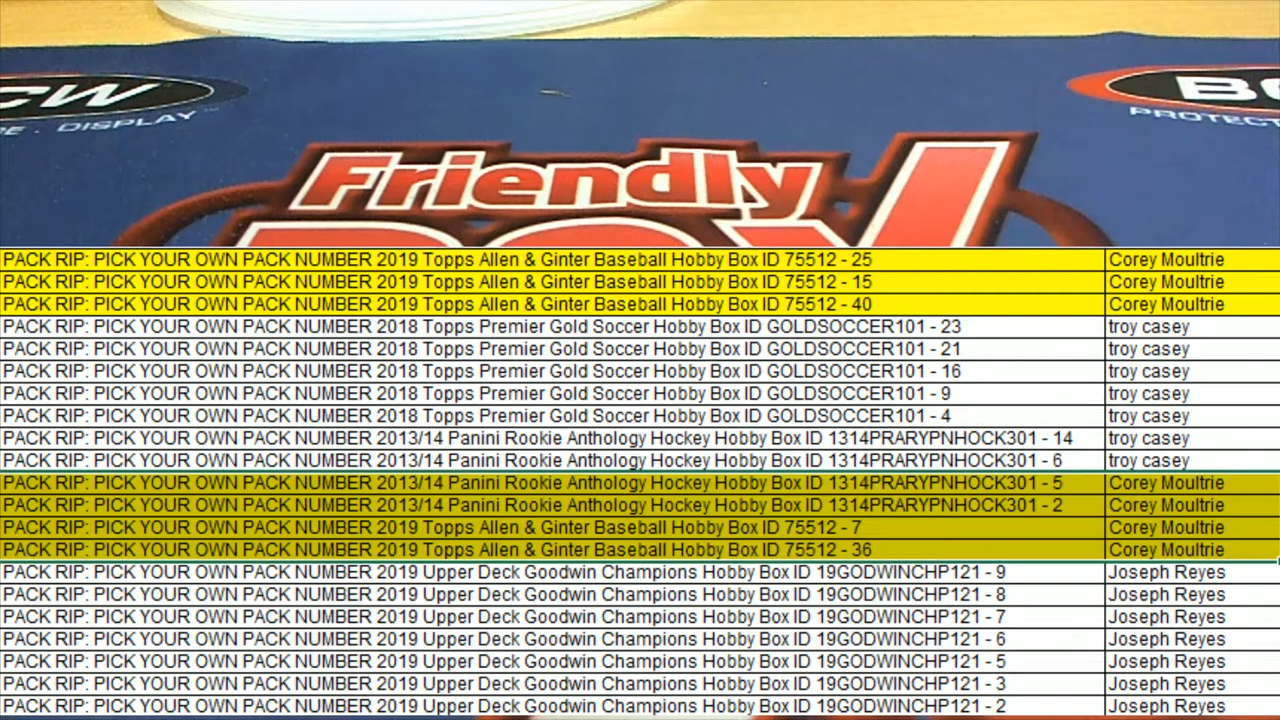 CW
E . DISPLAY
PROTEC
Friendly
PACK RIP: PICK YOUR OWN PACK NUMBER 2019 Topps Allen & Ginter Baseball Hobby Box ID 75512 - 25 Corey Moultrie
PACK RIP: PICK YOUR OWN PACK NUMBER 2019 Topps Allen & Ginter Baseball Hobby Box ID 75512 - 15 Corey Moultrie
PACK RIP: PICK YOUR OWN PACK NUMBER 2019 Topps Allen & Ginter Baseball Hobby Box ID 75512 - 40 Corey Moultrie
PACK RIP: PICK YOUR OWN PACK NUMBER 2018 Topps Premier Gold Soccer Hobby Box ID GOLDSOCCER101 - 23 troy casey
PACK RIP: PICK YOUR OWN PACK NUMBER 2018 Topps Premier Gold Soccer Hobby Box ID GOLDSOCCER101 - 21 troy casey
PACK RIP: PICK YOUR OWN PACK NUMBER 2018 Topps Premier Gold Soccer Hobby Box ID GOLDSOCCER101 - 16 troy casey
PACK RIP: PICK YOUR OWN PACK NUMBER 2018 Topps Premier Gold Soccer Hobby Box ID GOLDSOCCER101 - 9 troy casey
PACK RIP: PICK YOUR OWN PACK NUMBER 2018 Topps Premier Gold Soccer Hobby Box ID GOLDSOCCER101 - 4 troy casey
PACK RIP: PICK YOUR OWN PACK NUMBER 2013/14 Panini Rookie Anthology Hockey Hobby Box ID 1314PRARYPNHOCK301 - 14 troy casey
PACK RIP: PICK YOUR OWN PACK NUMBER 2013/14 Panini Rookie Anthology Hockey Hobby Box ID 1314PRARYPNHOCK301 - 6 troy casey
PACK RIP: PICK YOUR OWN PACK NUMBER 2013/14 Panini Rookie Anthology Hockey Hobby Box ID 1314PRARYPNHOCK301 - 5 Corey Moultrie
PACK RIP: PICK YOUR OWN PACK NUMBER 2013/14 Panini Rookie Anthology Hockey Hobby Box ID 1314PRARYPNHOCK301 - 2 Corey Moultrie
PACK RIP: PICK YOUR OWN PACK NUMBER 2019 Topps Allen & Ginter Baseball Hobby Box ID 75512 - 7 Corey Moultrie
PACK RIP: PICK YOUR OWN PACK NUMBER 2019 Topps Allen & Ginter Baseball Hobby Box ID 75512 - 36 Corey Moultrie
PACK RIP: PICK YOUR OWN PACK NUMBER 2019 Upper Deck Goodwin Champions Hobby Box ID 19GODWINCHP121 - 9 Joseph Reyes
PACK RIP: PICK YOUR OWN PACK NUMBER 2019 Upper Deck Goodwin Champions Hobby Box ID 19GODWINCHP121 - 8 Joseph Reyes
PACK RIP: PICK YOUR OWN PACK NUMBER 2019 Upper Deck Goodwin Champions Hobby Box ID 19GODWINCHP121 - 7 Joseph Reyes
PACK RIP: PICK YOUR OWN PACK NUMBER 2019 Upper Deck Goodwin Champions Hobby Box ID 19GODWINCHP121 - 6 Joseph Reyes
PACK RIP: PICK YOUR OWN PACK NUMBER 2019 Upper Deck Goodwin Champions Hobby Box ID 19GODWINCHP121 - 5 Joseph Reyes
PACK RIP: PICK YOUR OWN PACK NUMBER 2019 Upper Deck Goodwin Champions Hobby Box ID 19GODWINCHP121 - 3 Joseph Reyes
PACK RIP: PICK YOUR OWN PACK NUMBER 2019 Upper Deck Goodwin Champions Hobby Box ID 19GODWINCHP121 - 2 Joseph Reyes